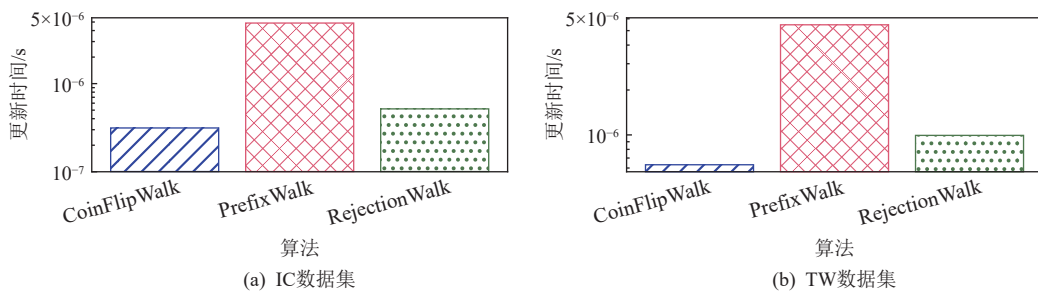 5×10⁻⁶
10⁻⁶
10⁻⁷
更新时间/s
CoinFlipWalk
PrefixWalk
RejectionWalk
算法
(a) IC数据集
5×10⁻⁶
10⁻⁶
更新时间/s
CoinFlipWalk
PrefixWalk
RejectionWalk
算法
(b) TW数据集